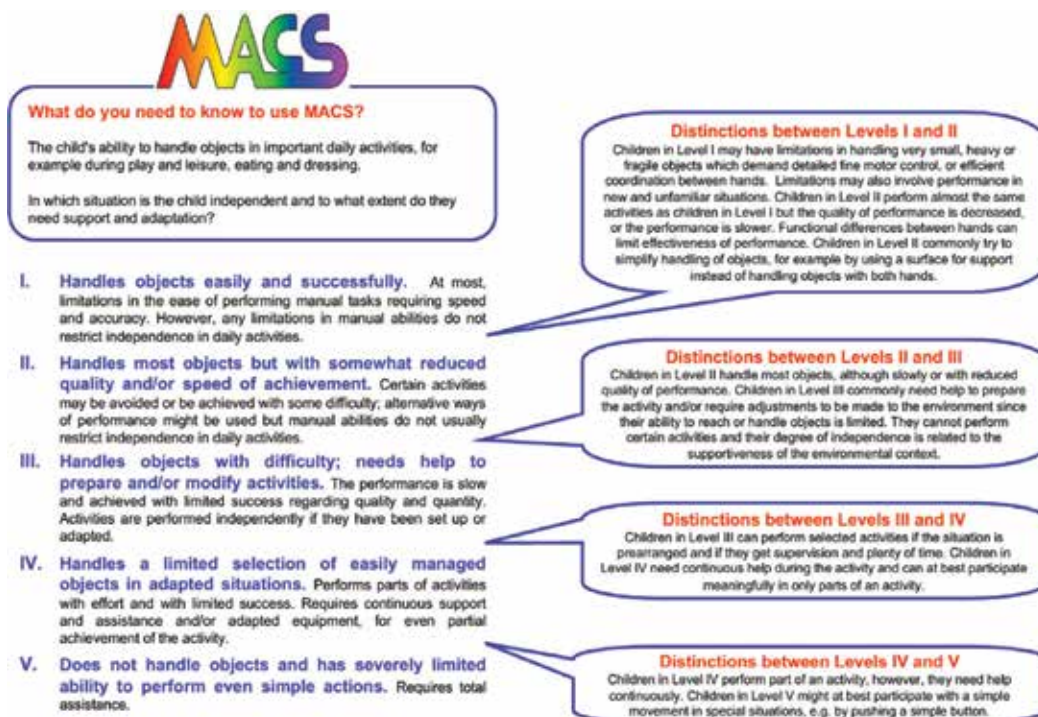 MACS
What do you need to know to use MACS?
The child's ability to handle objects in important daily activities, for
example during play and leisure, eating and dressing.
In which situation is the child independent and to what extent do they
need support and adaptation?
I. Handles objects easily and successfully. At most,
limitations in the ease of performing manual tasks requiring speed
and accuracy. However, any limitations in manual abilities do not
restrict independence in daily activities.
II. Handles most objects but with somewhat reduced
quality and/or speed of achievement. Certain activities
may be avoided or be achieved with some difficulty; alternative ways
of performance might be used but manual abilities do not usually
restrict independence in daily activities.
III. Handles objects with difficulty; needs help to
prepare and/or modify activities. The performance is slow
and achieved with limited success regarding quality and quantity.
Activities are performed independently if they have been set up or
adapted.
IV. Handles a limited selection of easily managed
objects in adapted situations. Performs parts of activities
with effort and with limited success. Requires continuous support
and assistance and/or adapted equipment, for even partial
achievement of the activity.
V. Does not handle objects and has severely limited
ability to perform even simple actions. Requires total
assistance.
Distinctions between Levels I and II
Children in Level I may have limitations in handling very small, heavy or
fragile objects which demand detailed fine motor control, or efficient
coordination between hands. Limitations may also involve performance in
new and unfamiliar situations. Children in Level II perform almost the same
activities as children in Level I but the quality of performance is decreased,
or the performance is slower. Functional differences between hands can
limit effectiveness of performance. Children in Level II commonly try to
simplify handling of objects, for example by using a surface for support
instead of handling objects with both hands.
Distinctions between Levels II and III
Children in Level II handle most objects, although slowly or with reduced
quality of performance. Children in Level III commonly need help to prepare
the activity and/or require adjustments to be made to the environment since
their ability to reach or handle objects is limited. They cannot perform
certain activities and their degree of independence is related to the
supportiveness of the environmental context.
Distinctions between Levels III and IV
Children in Level III can perform selected activities if the situation is
prearranged and if they get supervision and plenty of time. Children in
Level IV need continuous help during the activity and can at best participate
meaningfully in only parts of an activity.
Distinctions between Levels IV and V
Children in Level IV perform part of an activity, however, they need help
continuously. Children in Level V might at best participate with a simple
movement in special situations, e.g. by pushing a simple button.